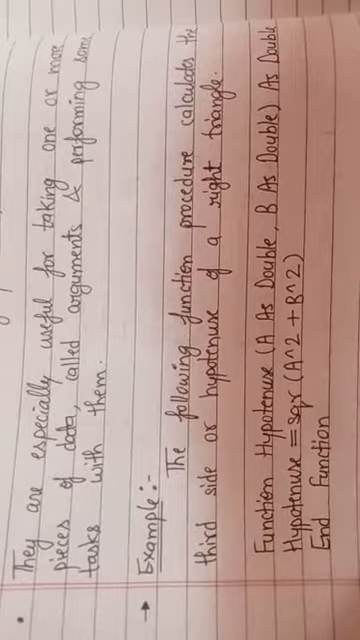 • They are especially useful for taking one or more
pieces of data, called arguments & performing some
tasks with them.
→ Example:-
The following function procedure calculates the
third side or hypotenuse of a right triangle.
Function Hypotenuse (A As Double, B As Double) As Double
Hypotenuse = sqr (A^2 + B^2)
End Function